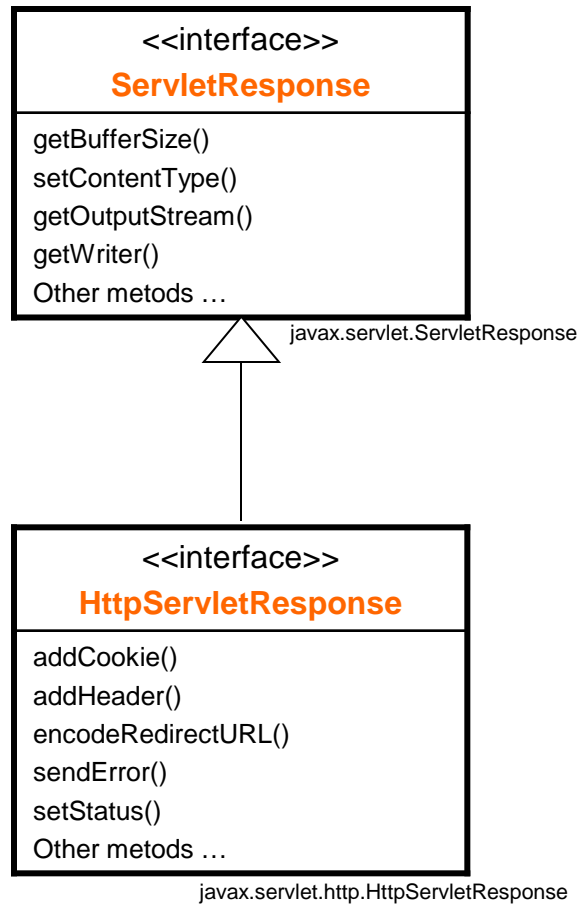 <<interface>>
ServletResponse
getBufferSize()
setContentType()
getOutputStream()
getWriter()
Other metods …
javax.servlet.ServletResponse
<<interface>>
HttpServletResponse
addCookie()
addHeader()
encodeRedirectURL()
sendError()
setStatus()
Other metods …
javax.servlet.http.HttpServletResponse